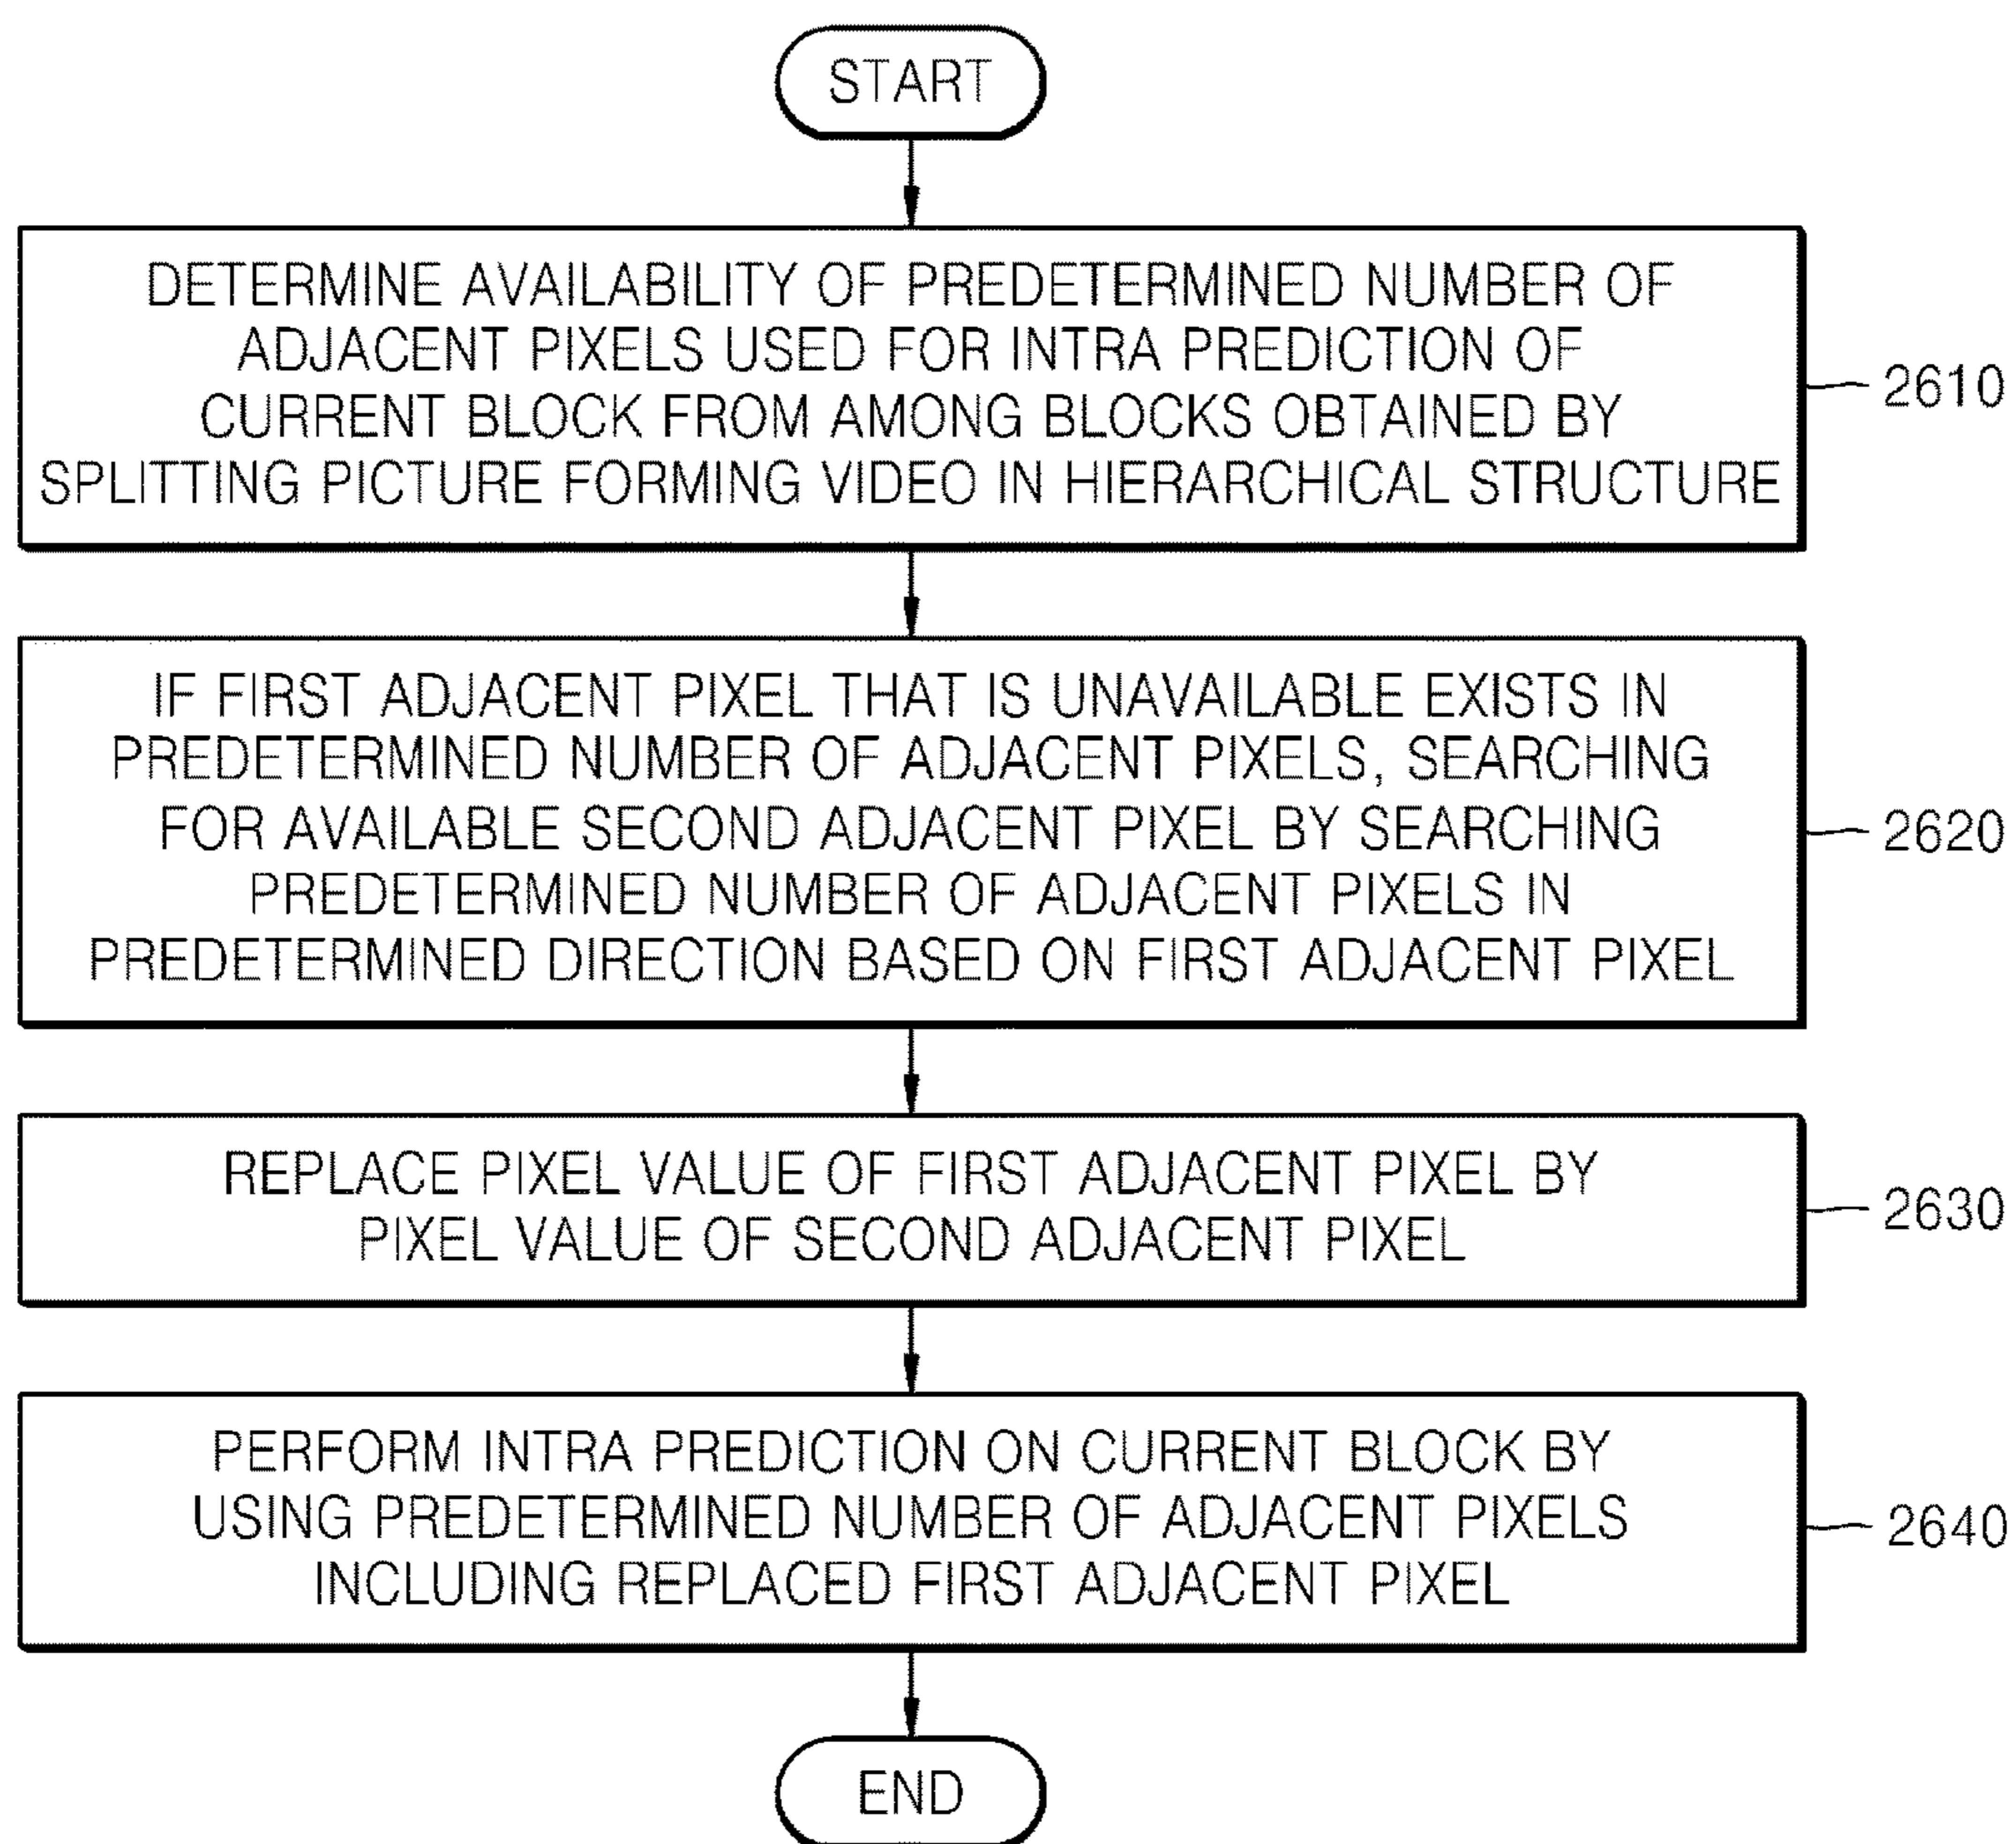 START
DETERMINE AVAILABILITY OF PREDETERMINED NUMBER OF
ADJACENT PIXELS USED FOR INTRA PREDICTION OF
CURRENT BLOCK FROM AMONG BLOCKS OBTAINED BY
SPLITTING PICTURE FORMING VIDEO IN HIERARCHICAL STRUCTURE
2610
IF FIRST ADJACENT PIXEL THAT IS UNAVAILABLE EXISTS IN
PREDETERMINED NUMBER OF ADJACENT PIXELS, SEARCHING
FOR AVAILABLE SECOND ADJACENT PIXEL BY SEARCHING
PREDETERMINED NUMBER OF ADJACENT PIXELS IN
PREDETERMINED DIRECTION BASED ON FIRST ADJACENT PIXEL
2620
REPLACE PIXEL VALUE OF FIRST ADJACENT PIXEL BY
PIXEL VALUE OF SECOND ADJACENT PIXEL
2630
PERFORM INTRA PREDICTION ON CURRENT BLOCK BY
USING PREDETERMINED NUMBER OF ADJACENT PIXELS
INCLUDING REPLACED FIRST ADJACENT PIXEL
2640
END